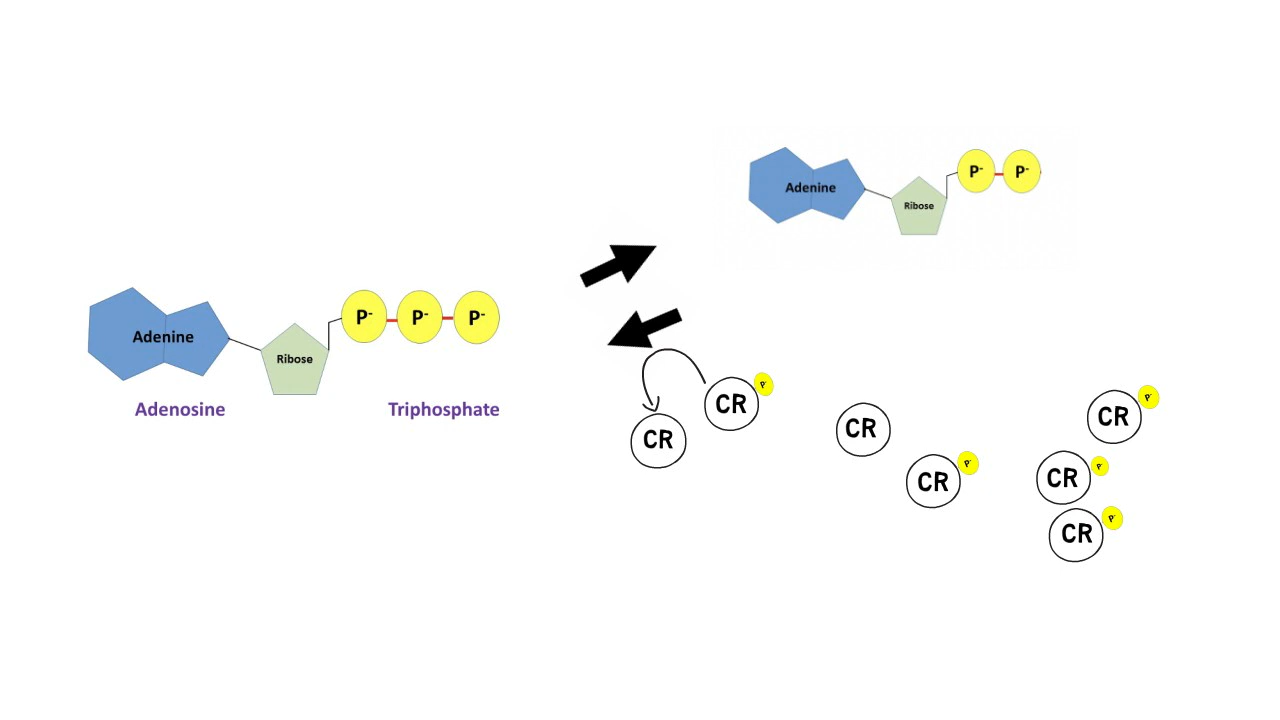 Adenine
Ribose
P-
P-
Adenine
Ribose
P-
P-
P-
Adenosine
Triphosphate
CR
P-
CR
CR
CR
P-
CR
P-
CR
P-
CR
P-